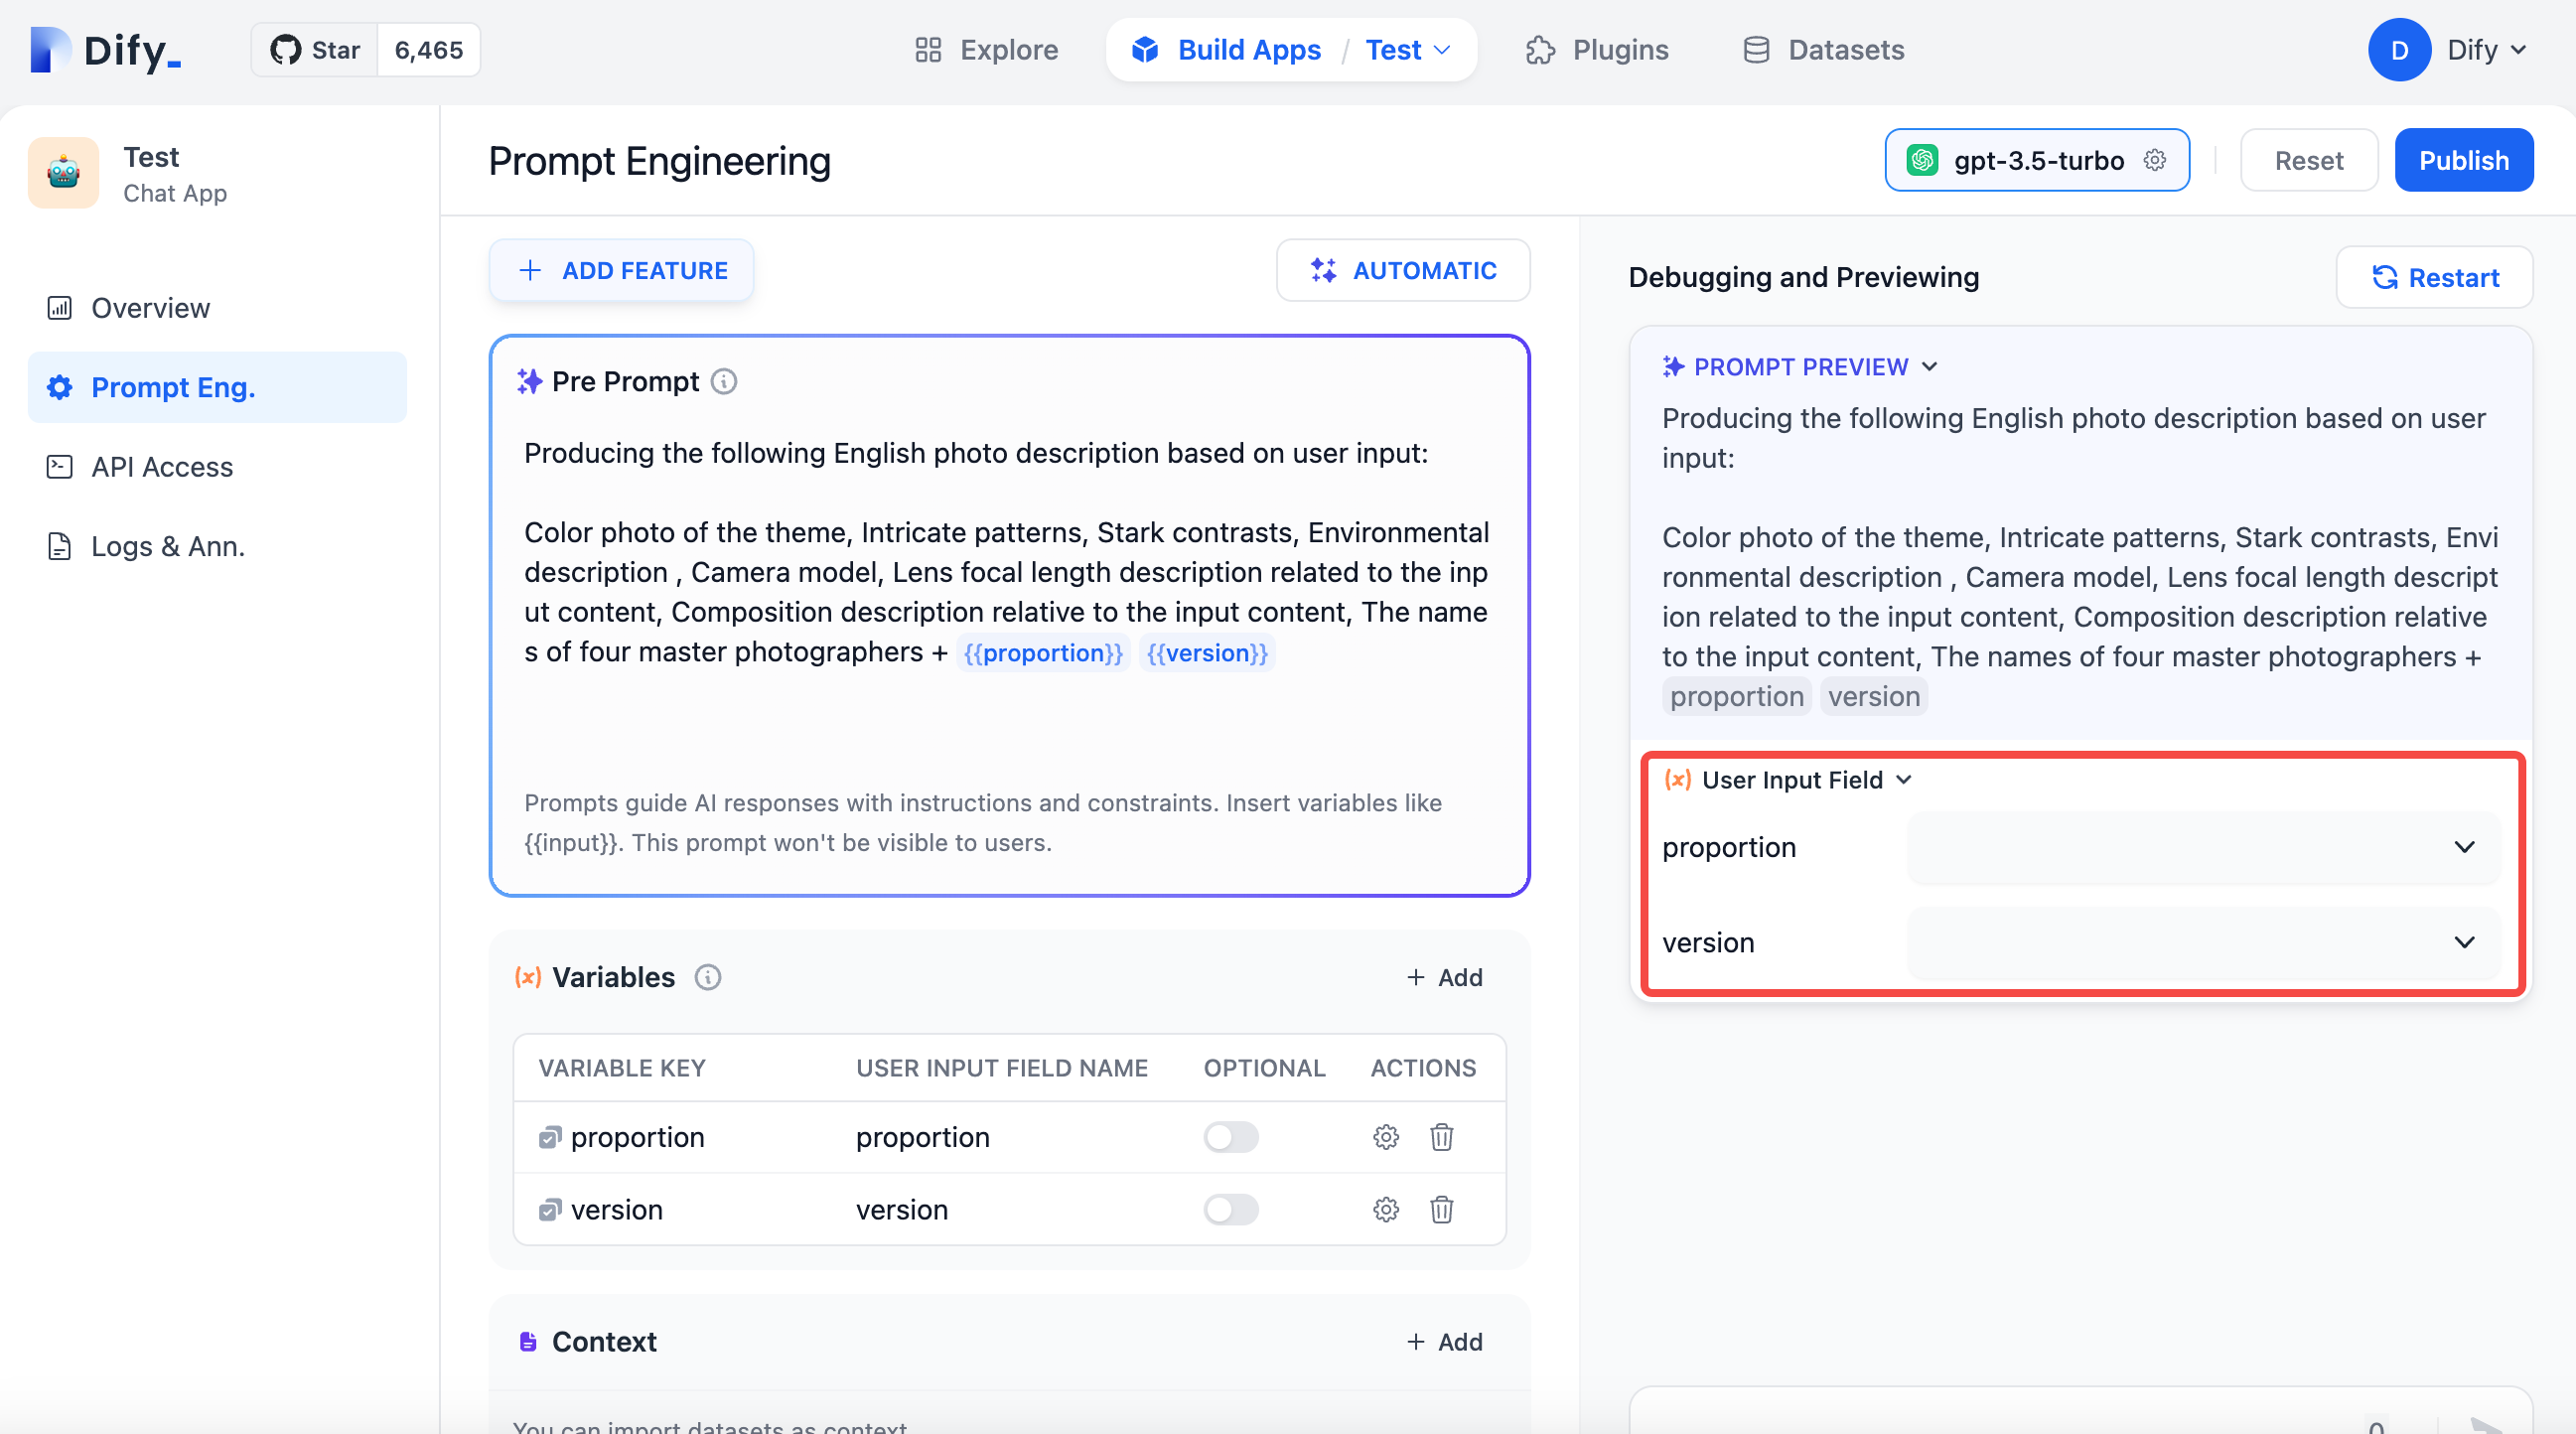 Dify_
Star 6,465
Explore
Build Apps / Test
Plugins
Datasets
D Dify
Test
Chat App
Overview
Prompt Eng.
API Access
Logs & Ann.
Prompt Engineering
gpt-3.5-turbo
Reset
Publish
+ ADD FEATURE
AUTOMATIC
Pre Prompt
Producing the following English photo description based on user input:
Color photo of the theme, Intricate patterns, Stark contrasts, Environmental
description , Camera model, Lens focal length description related to the inp
ut content, Composition description relative to the input content, The name
s of four master photographers + {{proportion}} {{version}}
Prompts guide AI responses with instructions and constraints. Insert variables like
{{input}}. This prompt won't be visible to users.
(x) Variables
+ Add
VARIABLE KEY USER INPUT FIELD NAME OPTIONAL ACTIONS
proportion proportion
version version
Context
+ Add
You can import datasets as context
Debugging and Previewing
Restart
PROMPT PREVIEW
Producing the following English photo description based on user
input:
Color photo of the theme, Intricate patterns, Stark contrasts, Envi
ronmental description , Camera model, Lens focal length descript
ion related to the input content, Composition description relative
to the input content, The names of four master photographers +
proportion version
(x) User Input Field
proportion
version
0